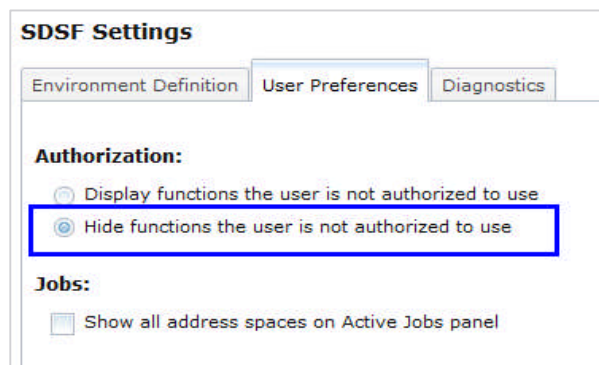 SDSF Settings
Environment Definition User Preferences Diagnostics
Authorization:
Display functions the user is not authorized to use
Hide functions the user is not authorized to use
Jobs:
Show all address spaces on Active Jobs panel